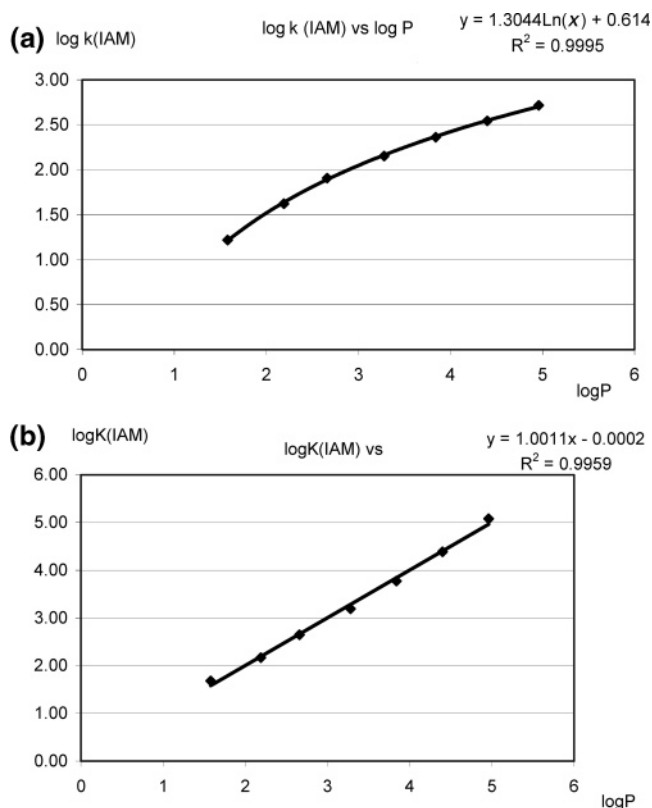 (a) log k(IAM)
log k (IAM) vs log P
y = 1.3044Ln(x) + 0.614
R² = 0.9995
3.00
2.50
2.00
1.50
1.00
0.50
0.00
0 1 2 3 4 5 6
logP
(b) logK(IAM)
logK(IAM) vs
y = 1.0011x - 0.0002
R² = 0.9959
6.00
5.00
4.00
3.00
2.00
1.00
0.00
0 1 2 3 4 5 6
logP